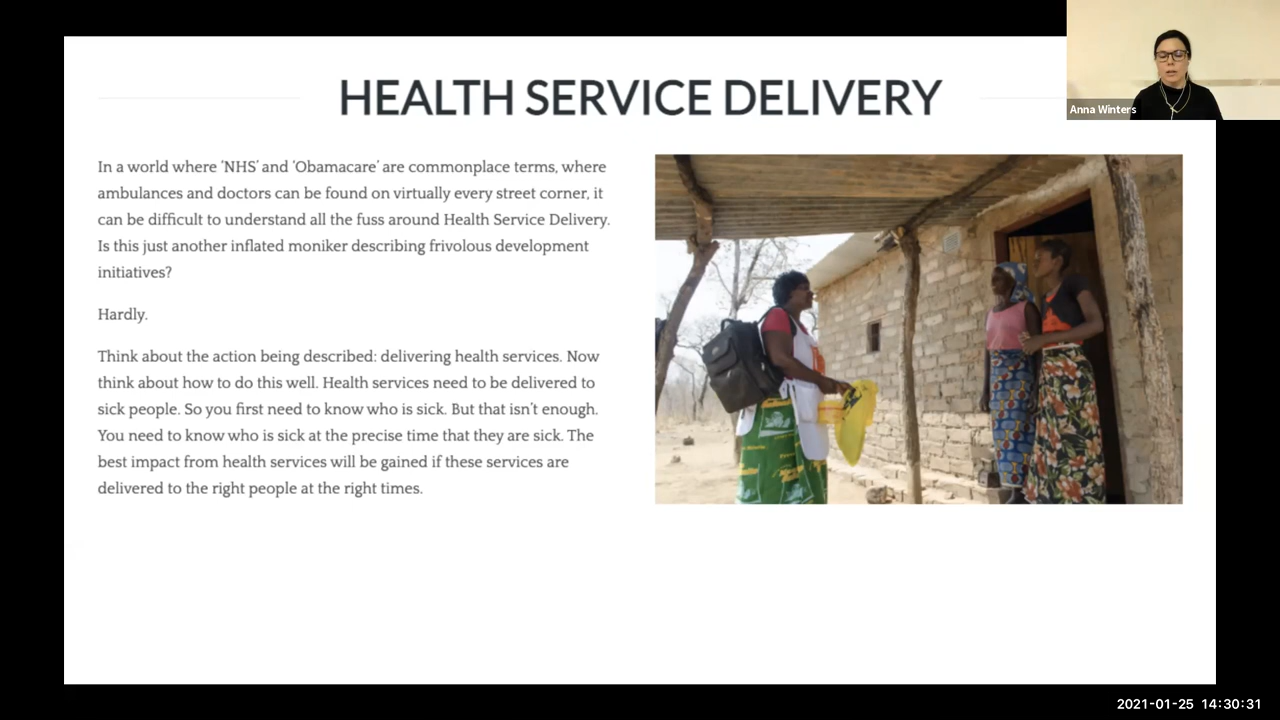 HEALTH SERVICE DELIVERY
Anna Winters
In a world where ‘NHS’ and ‘Obamacare’ are commonplace terms, where
ambulances and doctors can be found on virtually every street corner, it
can be difficult to understand all the fuss around Health Service Delivery.
Is this just another inflated moniker describing frivolous development
initiatives?
Hardly.
Think about the action being described: delivering health services. Now
think about how to do this well. Health services need to be delivered to
sick people. So you first need to know who is sick. But that isn’t enough.
You need to know who is sick at the precise time that they are sick. The
best impact from health services will be gained if these services are
delivered to the right people at the right times.
2021-01-25 14:30:31